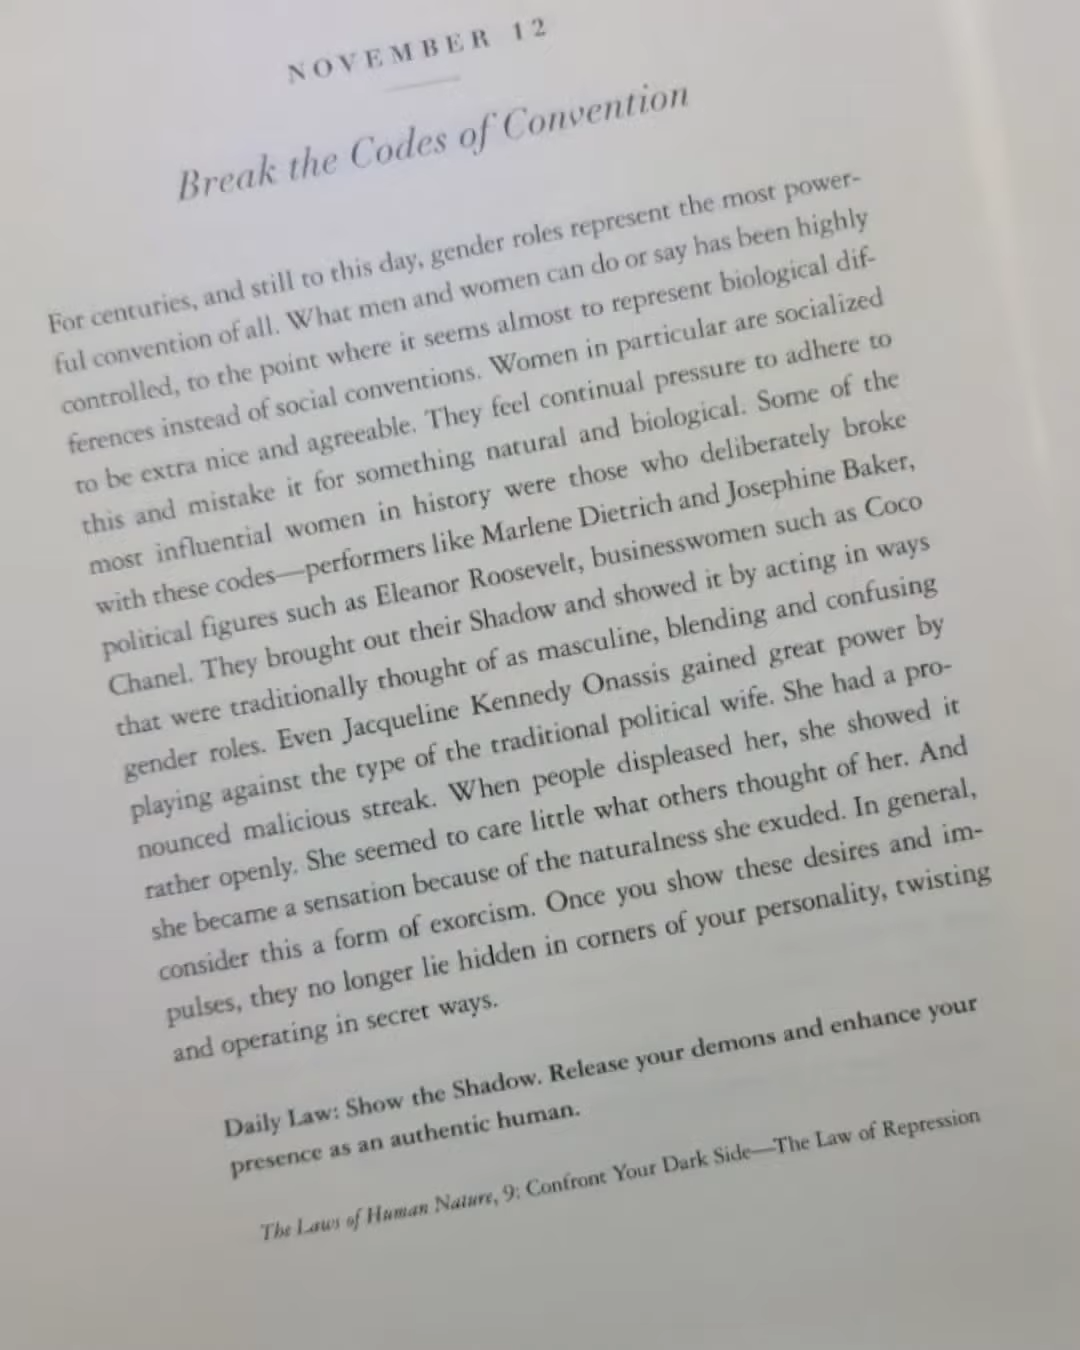 NOVEMBER 12
Break the Codes of Convention
For centuries, and still to this day, gender roles represent the most power-
ful convention of all. What men and women can do or say has been highly
controlled, to the point where it seems almost to represent biological dif-
ferences instead of social conventions. Women in particular are socialized
to be extra nice and agreeable. They feel continual pressure to adhere to
this and mistake it for something natural and biological. Some of the
most influential women in history were those who deliberately broke
with these codes—performers like Marlene Dietrich and Josephine Baker,
political figures such as Eleanor Roosevelt, businesswomen such as Coco
Chanel. They brought out their Shadow and showed it by acting in ways
that were traditionally thought of as masculine, blending and confusing
gender roles. Even Jacqueline Kennedy Onassis gained great power by
playing against the type of the traditional political wife. She had a pro-
nounced malicious streak. When people displeased her, she showed it
rather openly. She seemed to care little what others thought of her. And
she became a sensation because of the naturalness she exuded. In general,
consider this a form of exorcism. Once you show these desires and im-
pulses, they no longer lie hidden in corners of your personality, twisting
and operating in secret ways.
Daily Law: Show the Shadow. Release your demons and enhance your
presence as an authentic human.
The Laws of Human Nature, 9: Confront Your Dark Side—The Law of Repression